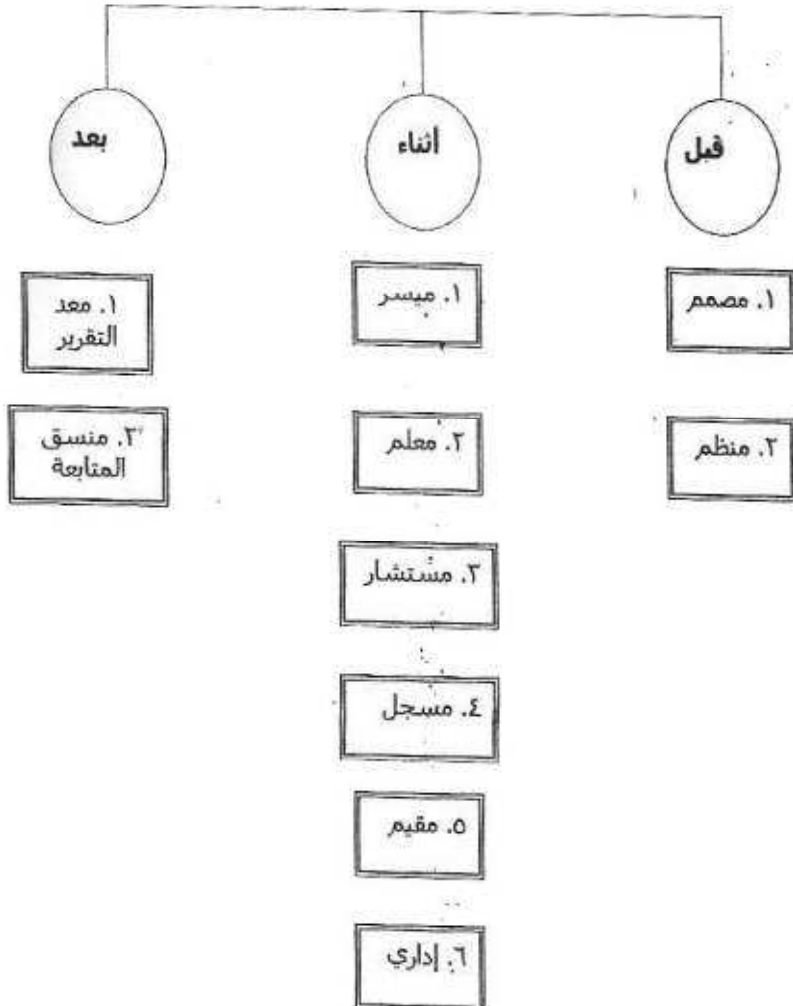 قبل
أثناء
بعد
١. مصمم
٢. منظم
١. ميسر
٢. معلم
٣. مستشار
٤. مسجل
٥. مقيم
٦. إداري
١. معد
التقرير
٢. منسق
المتابعة